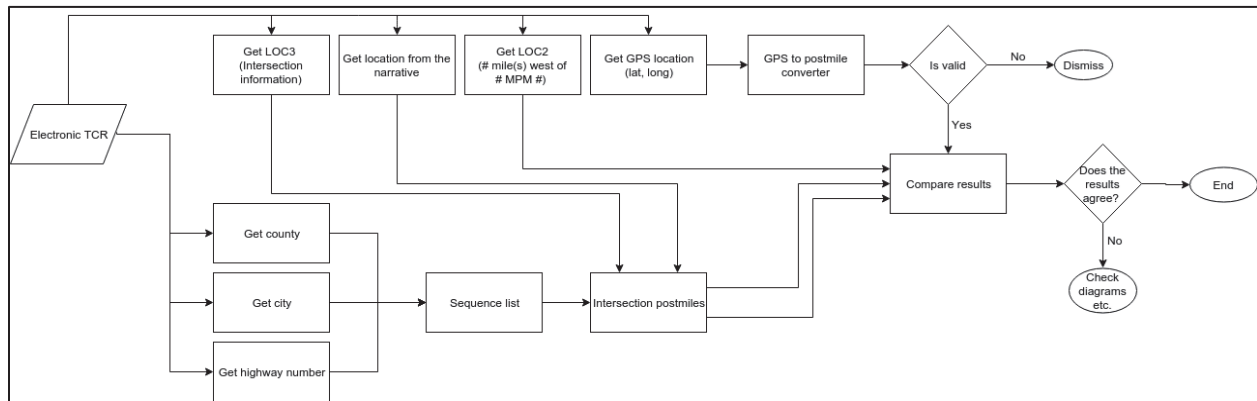 Get LOC3
(Intersection
information)
Get location from the
narrative
Get LOC2
(# mile(s) west of
# MPM #)
Get GPS location
(lat, long)
GPS to postmile
converter
Is valid
No
Dismiss
Electronic TCR
Yes
Compare results
Does the
results
agree?
End
No
Check
diagrams
etc.
Get county
Get city
Sequence list
Intersection postmiles
Get highway number